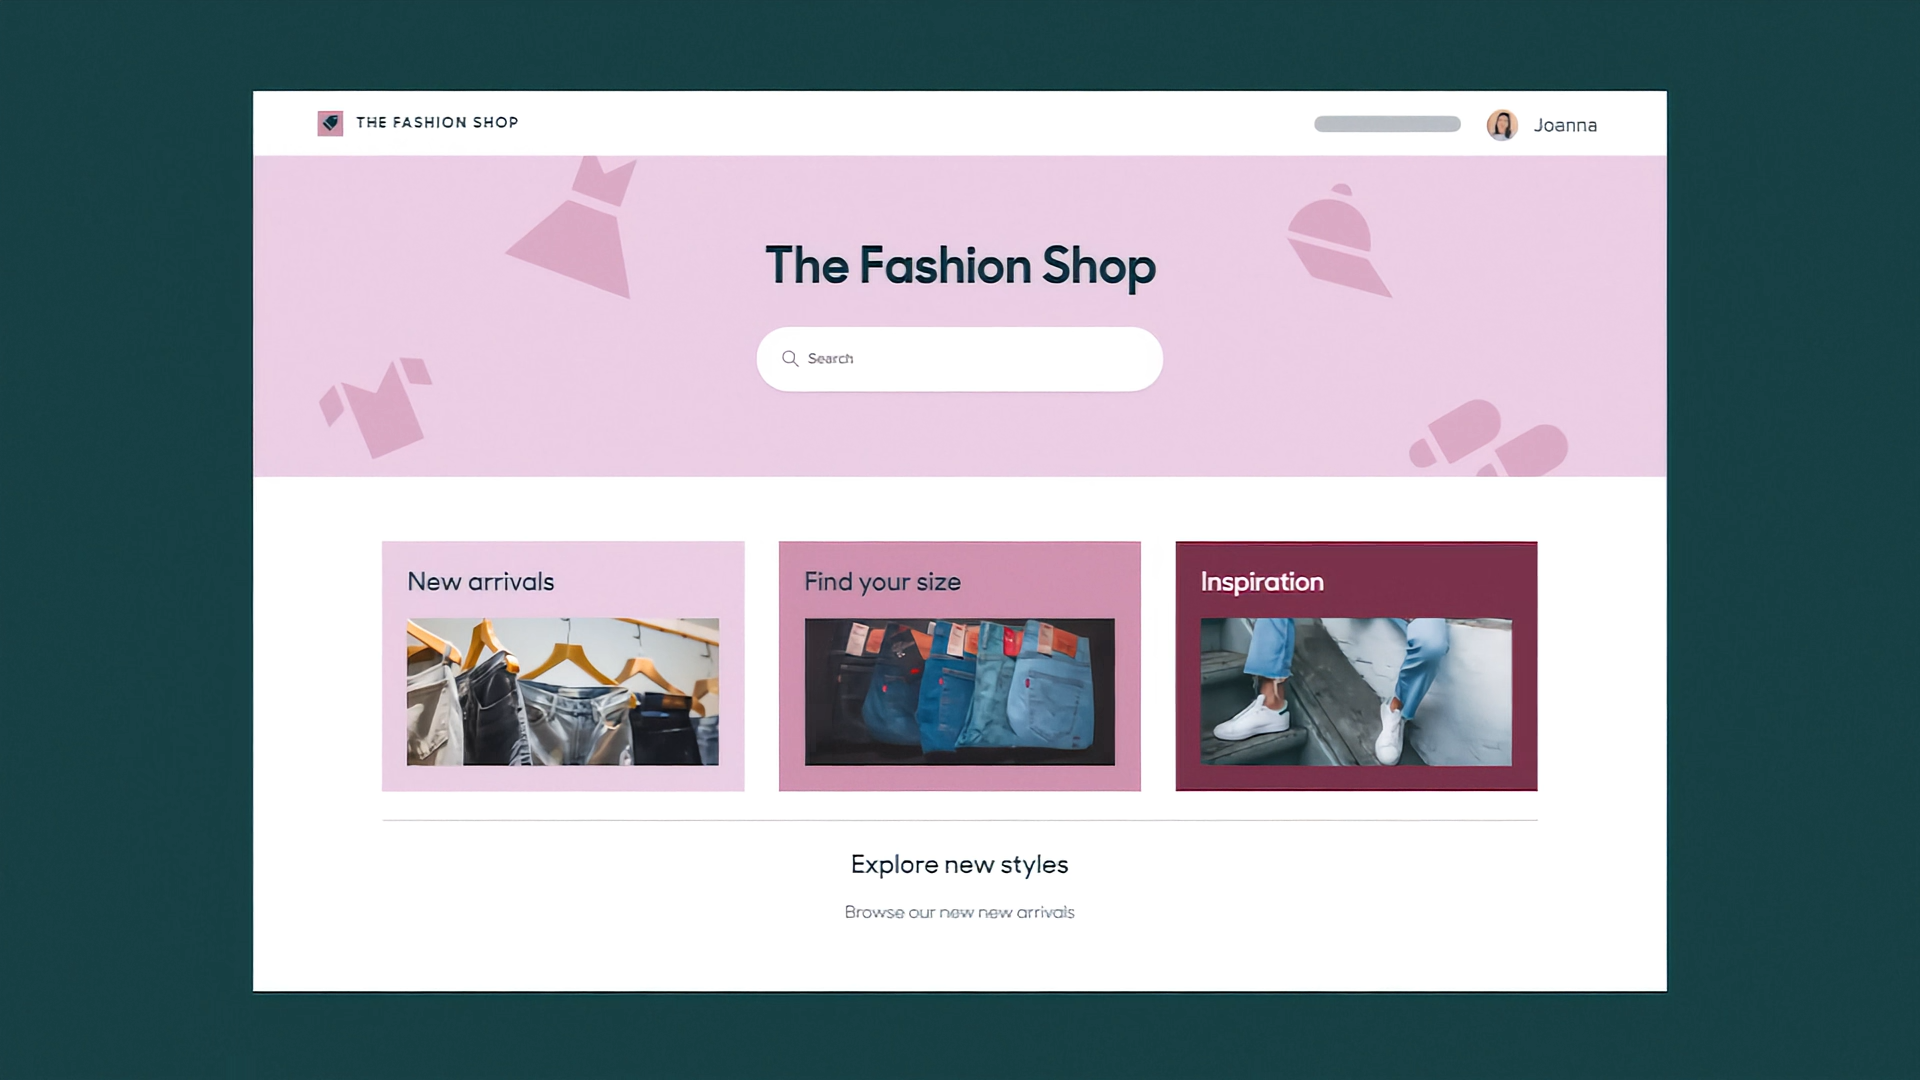 THE FASHION SHOP
Joanna
The Fashion Shop
Search
New arrivals
Find your size
Inspiration
Explore new styles
Browse our new new arrivals